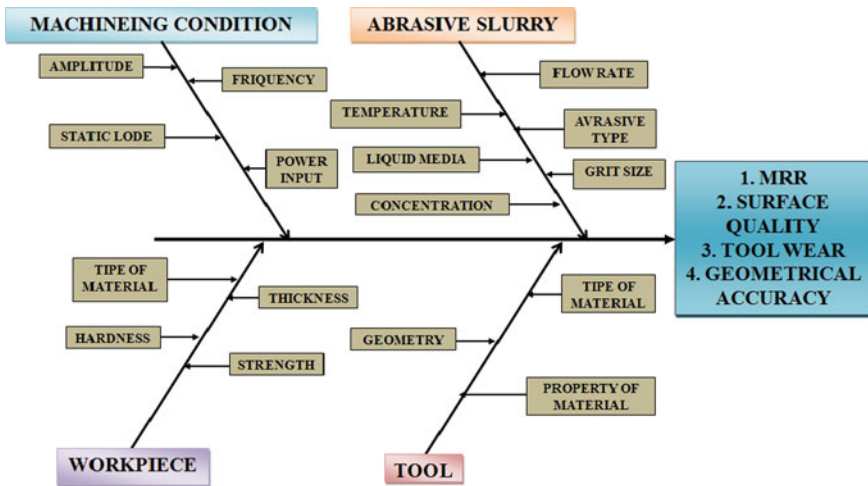 MACHINEING CONDITION
ABRASIVE SLURRY
AMPLITUDE
FRIQUENCY
STATIC LODE
POWER
INPUT
FLOW RATE
TEMPERATURE
AVRASIVE
TYPE
LIQUID MEDIA
GRIT SIZE
CONCENTRATION
1. MRR
2. SURFACE
QUALITY
3. TOOL WEAR
4. GEOMETRICAL
ACCURACY
TIPE OF
MATERIAL
THICKNESS
HARDNESS
STRENGTH
TIPE OF
MATERIAL
GEOMETRY
PROPERTY OF
MATERIAL
WORKPIECE
TOOL